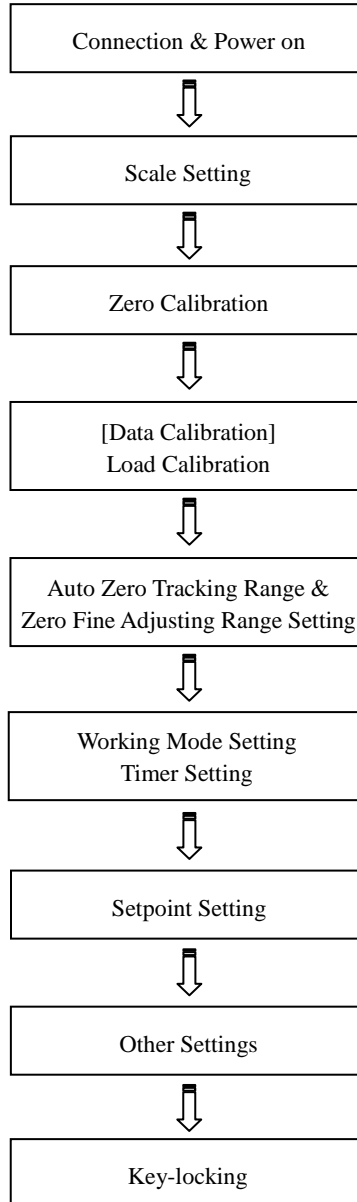 Connection & Power on
Scale Setting
Zero Calibration
[Data Calibration]
Load Calibration
Auto Zero Tracking Range &
Zero Fine Adjusting Range Setting
Working Mode Setting
Timer Setting
Setpoint Setting
Other Settings
Key-locking